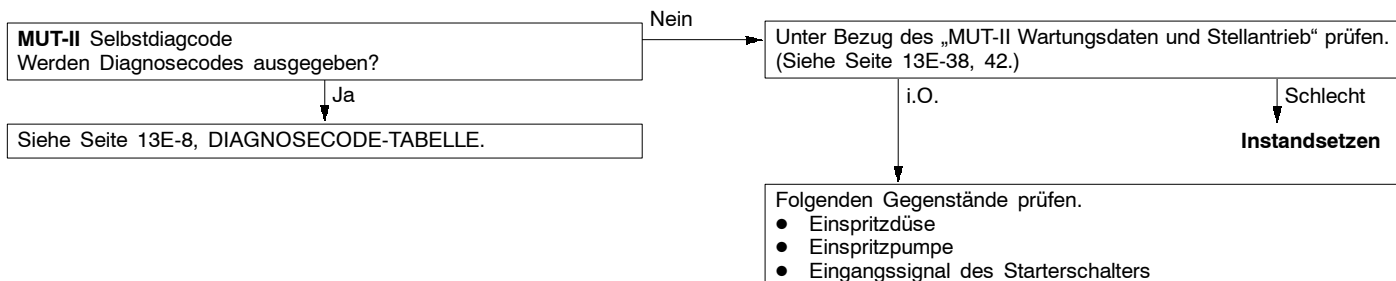 MUT-II Selbstdiagcode
Werden Diagnosecodes ausgegeben?
Nein
Unter Bezug des „MUT-II Wartungsdaten und Stellantrieb“ prüfen.
(Siehe Seite 13E-38, 42.)
Ja
i.O.
Schlecht
Siehe Seite 13E-8, DIAGNOSECODE-TABELLE.
Instandsetzen
Folgenden Gegenstände prüfen.
● Einspritzdüse
● Einspritzpumpe
● Eingangssignal des Starterschalters